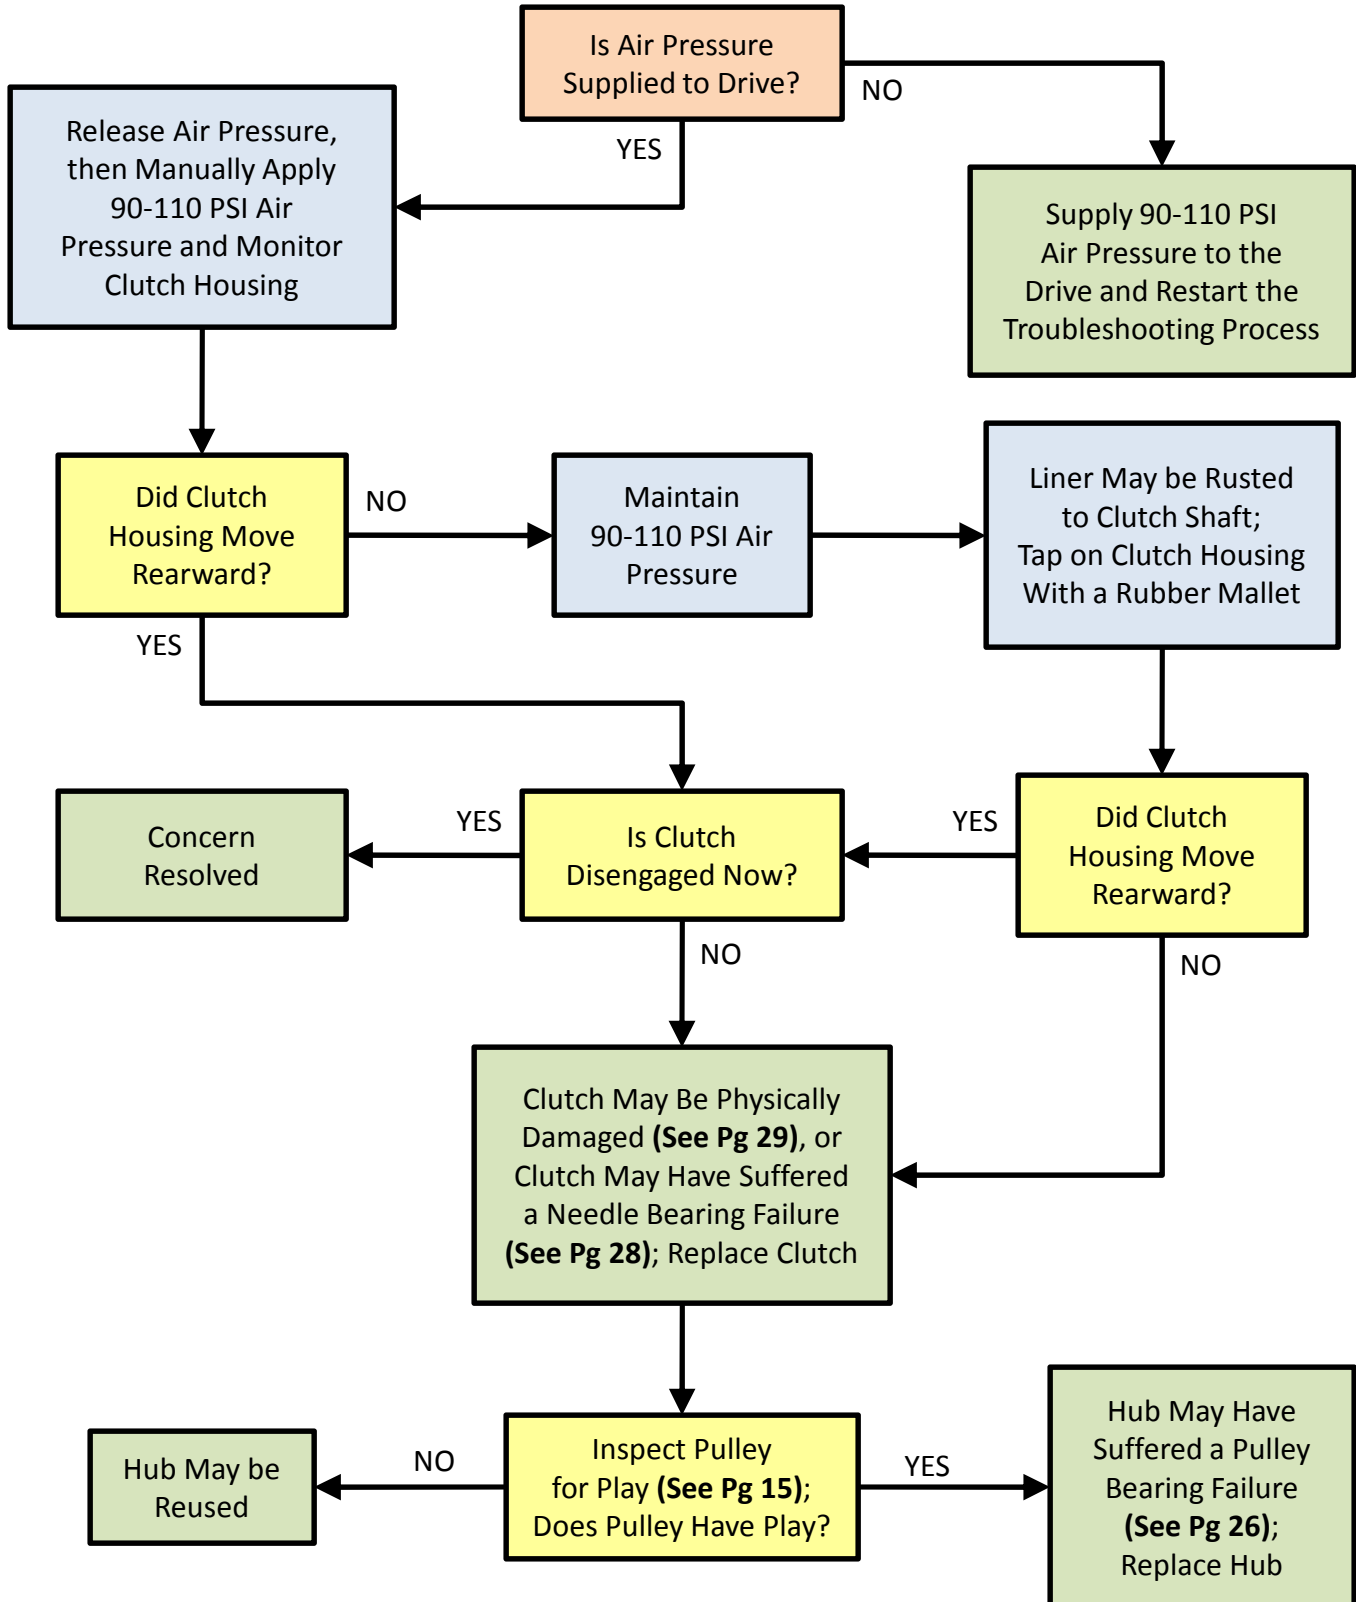 Is Air Pressure
Supplied to Drive?
NO
YES
Release Air Pressure,
then Manually Apply
90-110 PSI Air
Pressure and Monitor
Clutch Housing
Supply 90-110 PSI
Air Pressure to the
Drive and Restart the
Troubleshooting Process
Did Clutch
Housing Move
Rearward?
NO
YES
Maintain
90-110 PSI Air
Pressure
Liner May be Rusted
to Clutch Shaft;
Tap on Clutch Housing
With a Rubber Mallet
Concern
Resolved
YES
Is Clutch
Disengaged Now?
YES
Did Clutch
Housing Move
Rearward?
NO
NO
Clutch May Be Physically
Damaged (See Pg 29), or
Clutch May Have Suffered
a Needle Bearing Failure
(See Pg 28); Replace Clutch
Hub May be
Reused
NO
Inspect Pulley
for Play (See Pg 15);
Does Pulley Have Play?
YES
Hub May Have
Suffered a Pulley
Bearing Failure
(See Pg 26);
Replace Hub